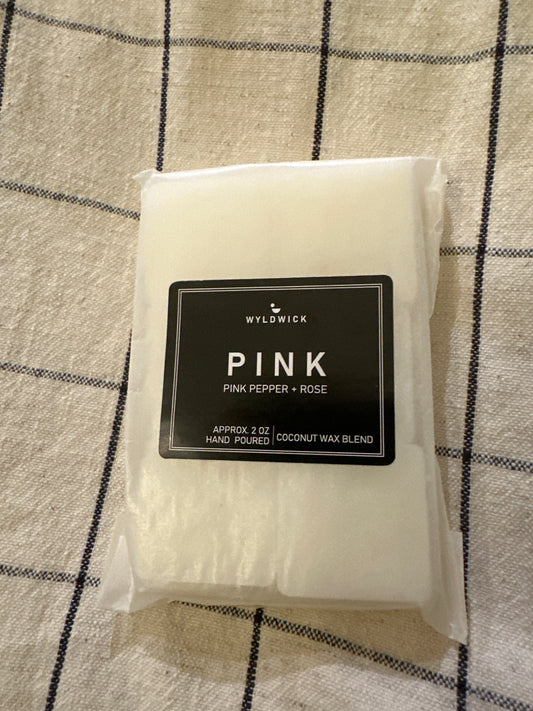 WYLDWICK
PINK
PINK PEPPER + ROSE
APPROX. 2 OZ
HAND POURED
COCONUT WAX BLEND